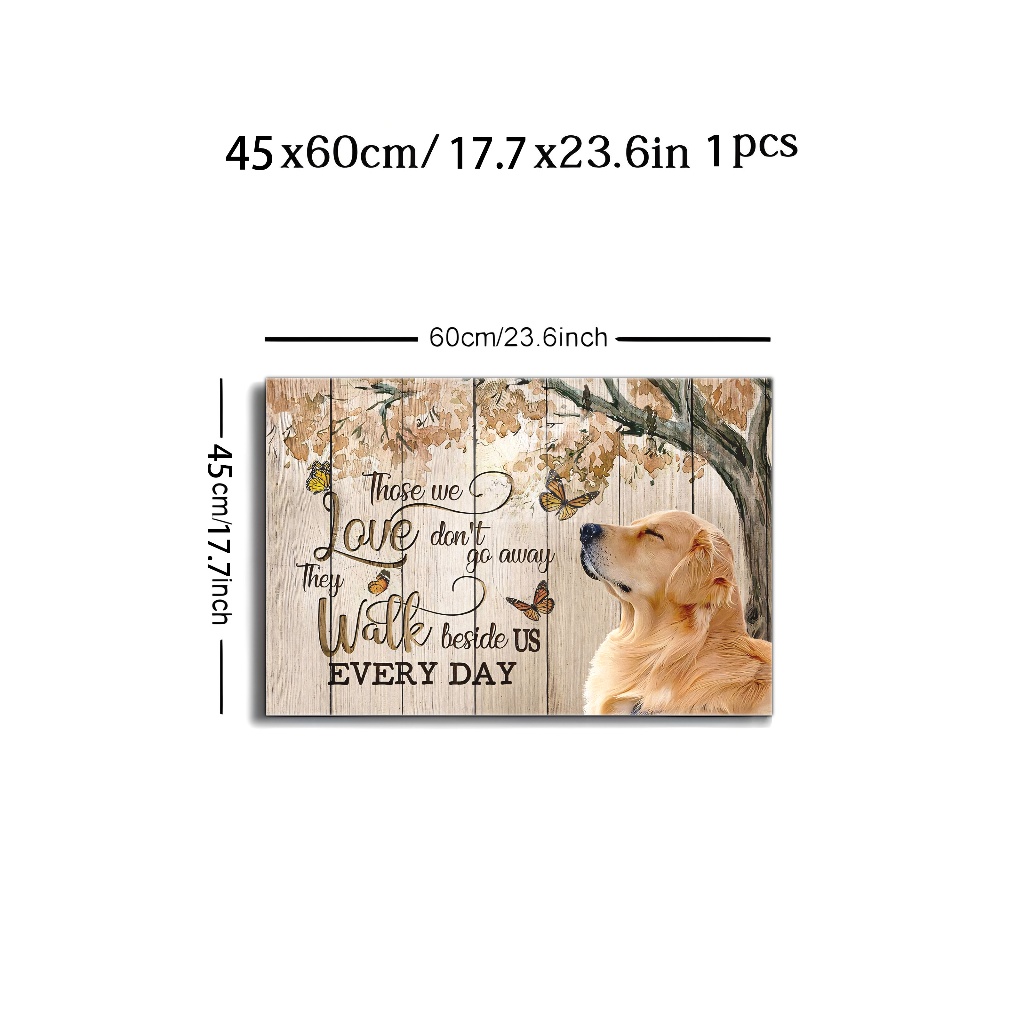 45x60cm/ 17.7x23.6in 1pcs
60cm/23.6inch
45cm/17.7inch
Those we
Love don't
go away
They
Walk beside US
EVERY DAY